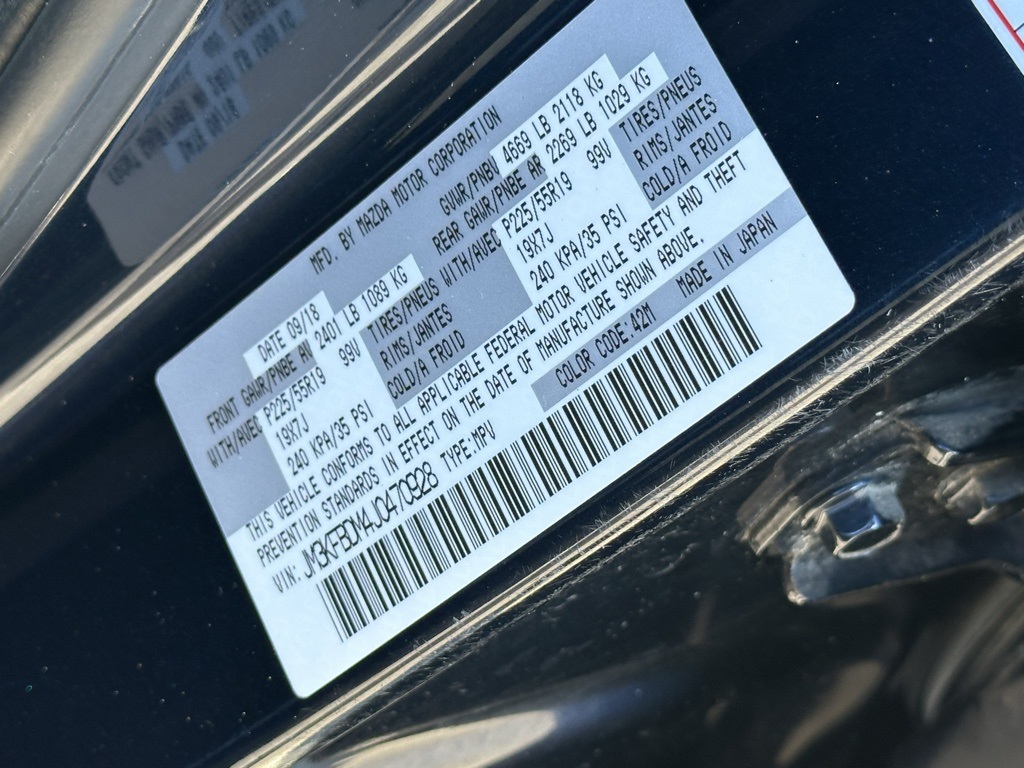 MFD. BY MAZDA MOTOR CORPORATION
DATE 09/18 GVWR/PNBV 4669 LB 2118 KG
FRONT GAWR/PNBE AV 2401 LB 1089 KG REAR GAWR/PNBE AR 2269 LB 1029 KG
WITH/AVEC P225/55R19 99V TIRES/PNEUS WITH/AVEC P225/55R19 99V TIRES/PNEUS
19X7J RIMS/JANTES 19X7J RIMS/JANTES
240 KPA/35 PSI COLD/A FROID 240 KPA/35 PSI COLD/A FROID
THIS VEHICLE CONFORMS TO ALL APPLICABLE FEDERAL MOTOR VEHICLE SAFETY AND THEFT
PREVENTION STANDARDS IN EFFECT ON THE DATE OF MANUFACTURE SHOWN ABOVE.
VIN: JM3KFBDM4J0470928 TYPE:MPV COLOR CODE:42M MADE IN JAPAN